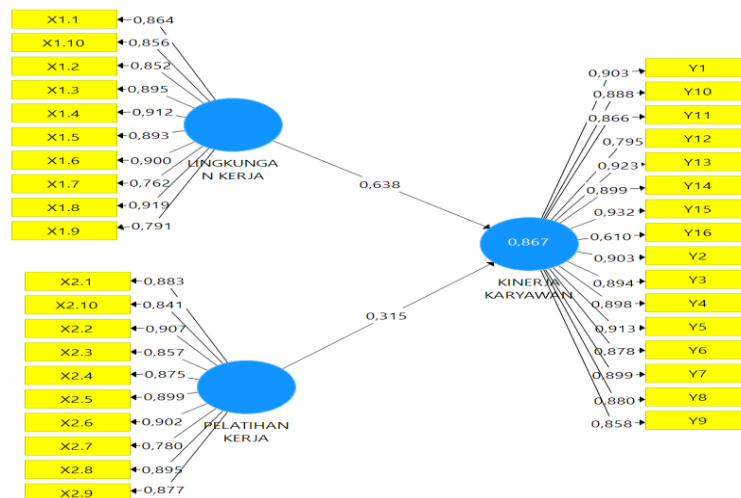 X1.1
0,864
X1.10
0,856
X1.2
0,852
X1.3
0,895
X1.4
0,912
X1.5
0,893
X1.6
0,900
X1.7
0,762
X1.8
0,919
X1.9
0,791
LINGKUNGA
N KERJA
0,638
X2.1
0,883
X2.10
0,841
X2.2
0,907
X2.3
0,857
X2.4
0,875
X2.5
0,899
X2.6
0,902
X2.7
0,780
X2.8
0,895
X2.9
0,877
PELATIHAN
KERJA
0,315
0,867
KINERJA
KARYAWAN
0,903
Y1
0,888
Y10
0,866
Y11
0,795
Y12
0,923
Y13
0,899
Y14
0,932
Y15
0,610
Y16
0,903
Y2
0,894
Y3
0,898
Y4
0,913
Y5
0,878
Y6
0,899
Y7
0,880
Y8
0,858
Y9